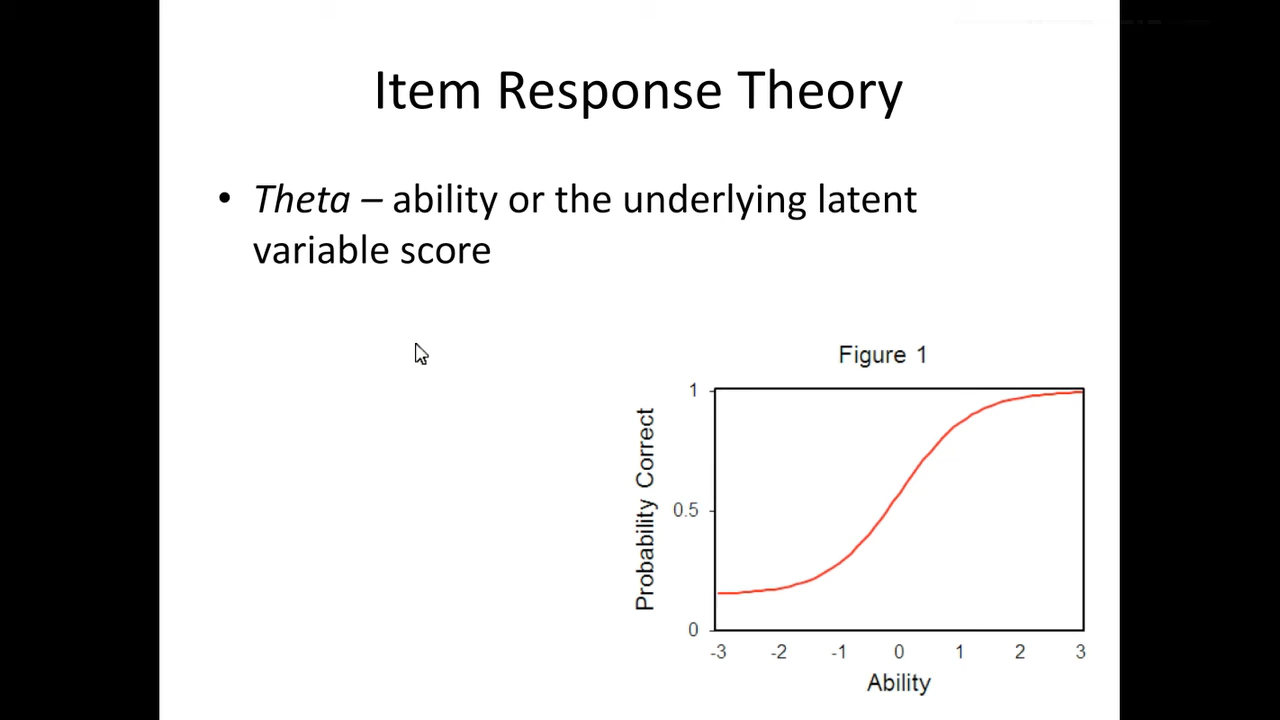 Item Response Theory
• Theta – ability or the underlying latent
variable score
Figure 1
1
0.5
0
Probability Correct
-3 -2 -1 0 1 2 3
Ability